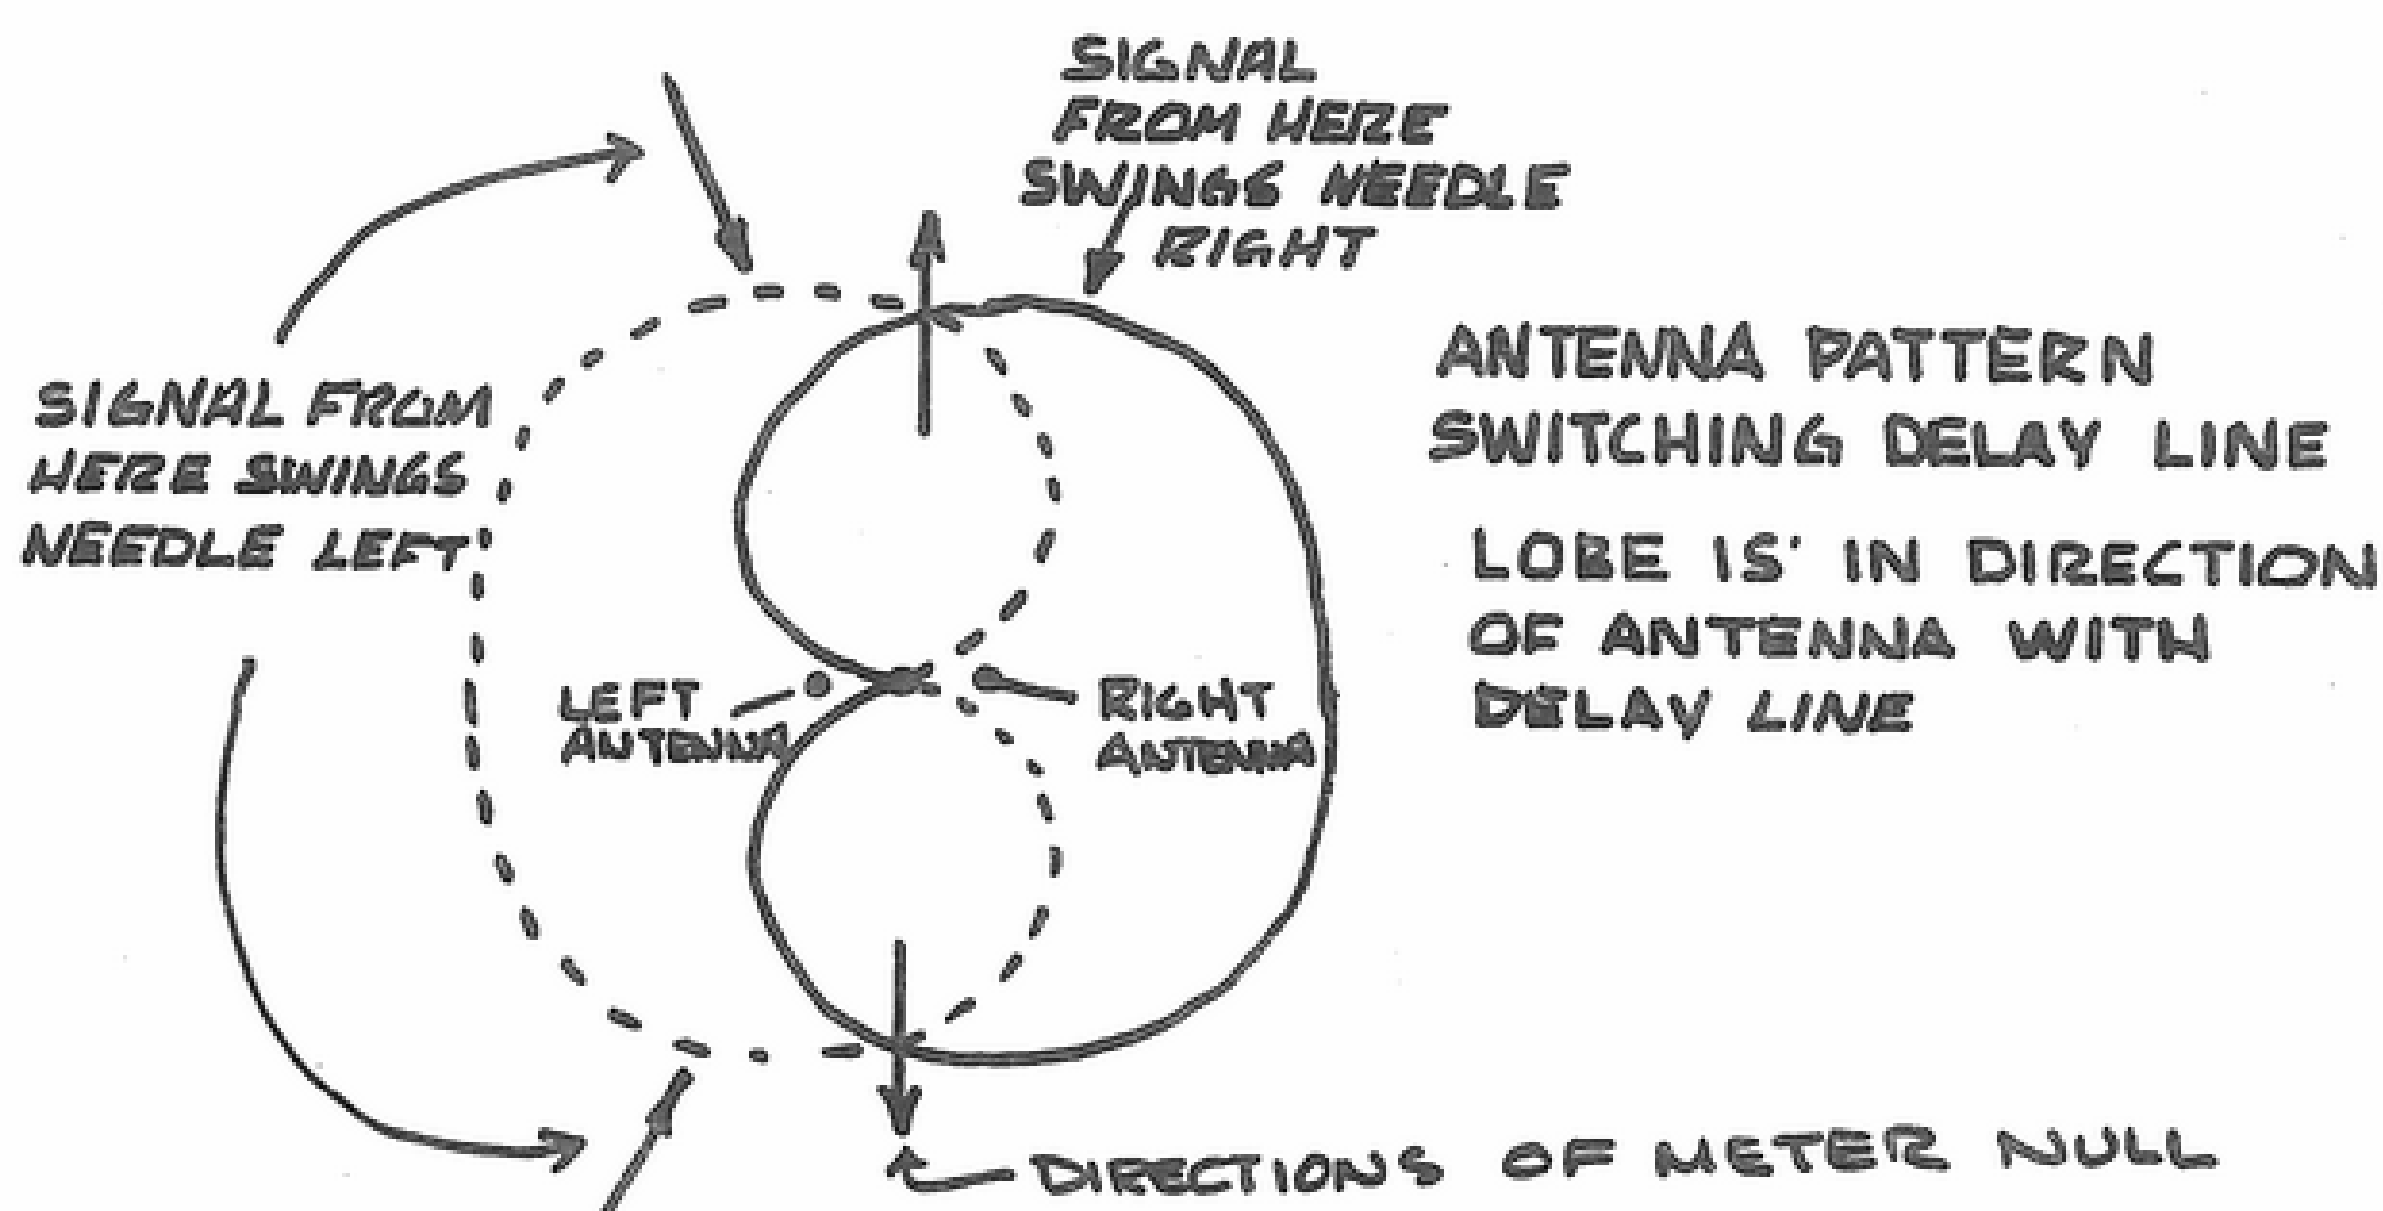 SIGNAL
FROM HERE
SWINGS NEEDLE
RIGHT
SIGNAL FROM
HERE SWINGS
NEEDLE LEFT
ANTENNA PATTERN
SWITCHING DELAY LINE
LOBE IS IN DIRECTION
OF ANTENNA WITH
DELAY LINE
LEFT
ANTENNA
RIGHT
ANTENNA
DIRECTIONS OF METER NULL